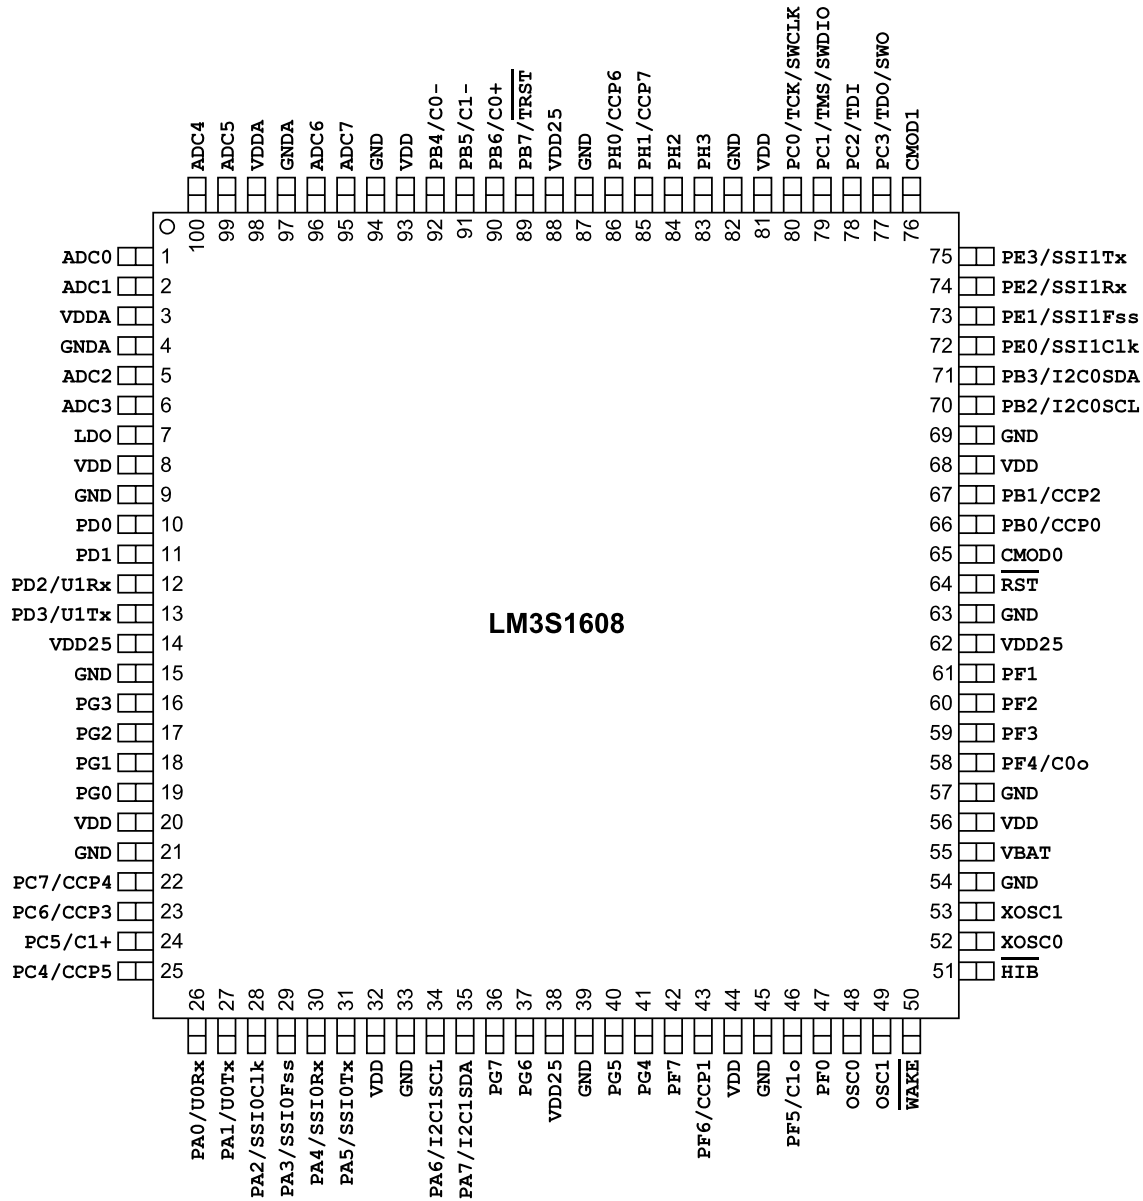 ADC4
ADC5
VDDA
GNDA
ADC6
ADC7
GND
VDD
PB4/C0-
PB5/C1-
PB6/C0+
PB7/TRST
VDD25
GND
PH0/CCP6
PH1/CCP7
PH2
PH3
GND
VDD
PC0/TCK/SWCLK
PC1/TMS/SWDIO
PC2/TDI
PC3/TDO/SWO
CMOD1
100
99
98
97
96
95
94
93
92
91
90
89
88
87
86
85
84
83
82
81
80
79
78
77
76
ADC0 1
ADC1 2
VDDA 3
GNDA 4
ADC2 5
ADC3 6
LDO 7
VDD 8
GND 9
PD0 10
PD1 11
PD2/U1Rx 12
PD3/U1Tx 13
VDD25 14
GND 15
PG3 16
PG2 17
PG1 18
PG0 19
VDD 20
GND 21
PC7/CCP4 22
PC6/CCP3 23
PC5/C1+ 24
PC4/CCP5 25
LM3S1608
75 PE3/SSI1Tx
74 PE2/SSI1Rx
73 PE1/SSI1Fss
72 PE0/SSI1Clk
71 PB3/I2C0SDA
70 PB2/I2C0SCL
69 GND
68 VDD
67 PB1/CCP2
66 PB0/CCP0
65 CMOD0
64 RST
63 GND
62 VDD25
61 PF1
60 PF2
59 PF3
58 PF4/C0o
57 GND
56 VDD
55 VBAT
54 GND
53 XOSC1
52 XOSC0
51 HIB
26
27
28
29
30
31
32
33
34
35
36
37
38
39
40
41
42
43
44
45
46
47
48
49
50
PA0/U0Rx
PA1/U0Tx
PA2/SSI0Clk
PA3/SSI0Fss
PA4/SSI0Rx
PA5/SSI0Tx
VDD
GND
PA6/I2C1SCL
PA7/I2C1SDA
PG7
PG6
VDD25
GND
PG5
PG4
PF7
PF6/CCP1
VDD
GND
PF5/C1o
PF0
OSC0
OSC1
WAKE